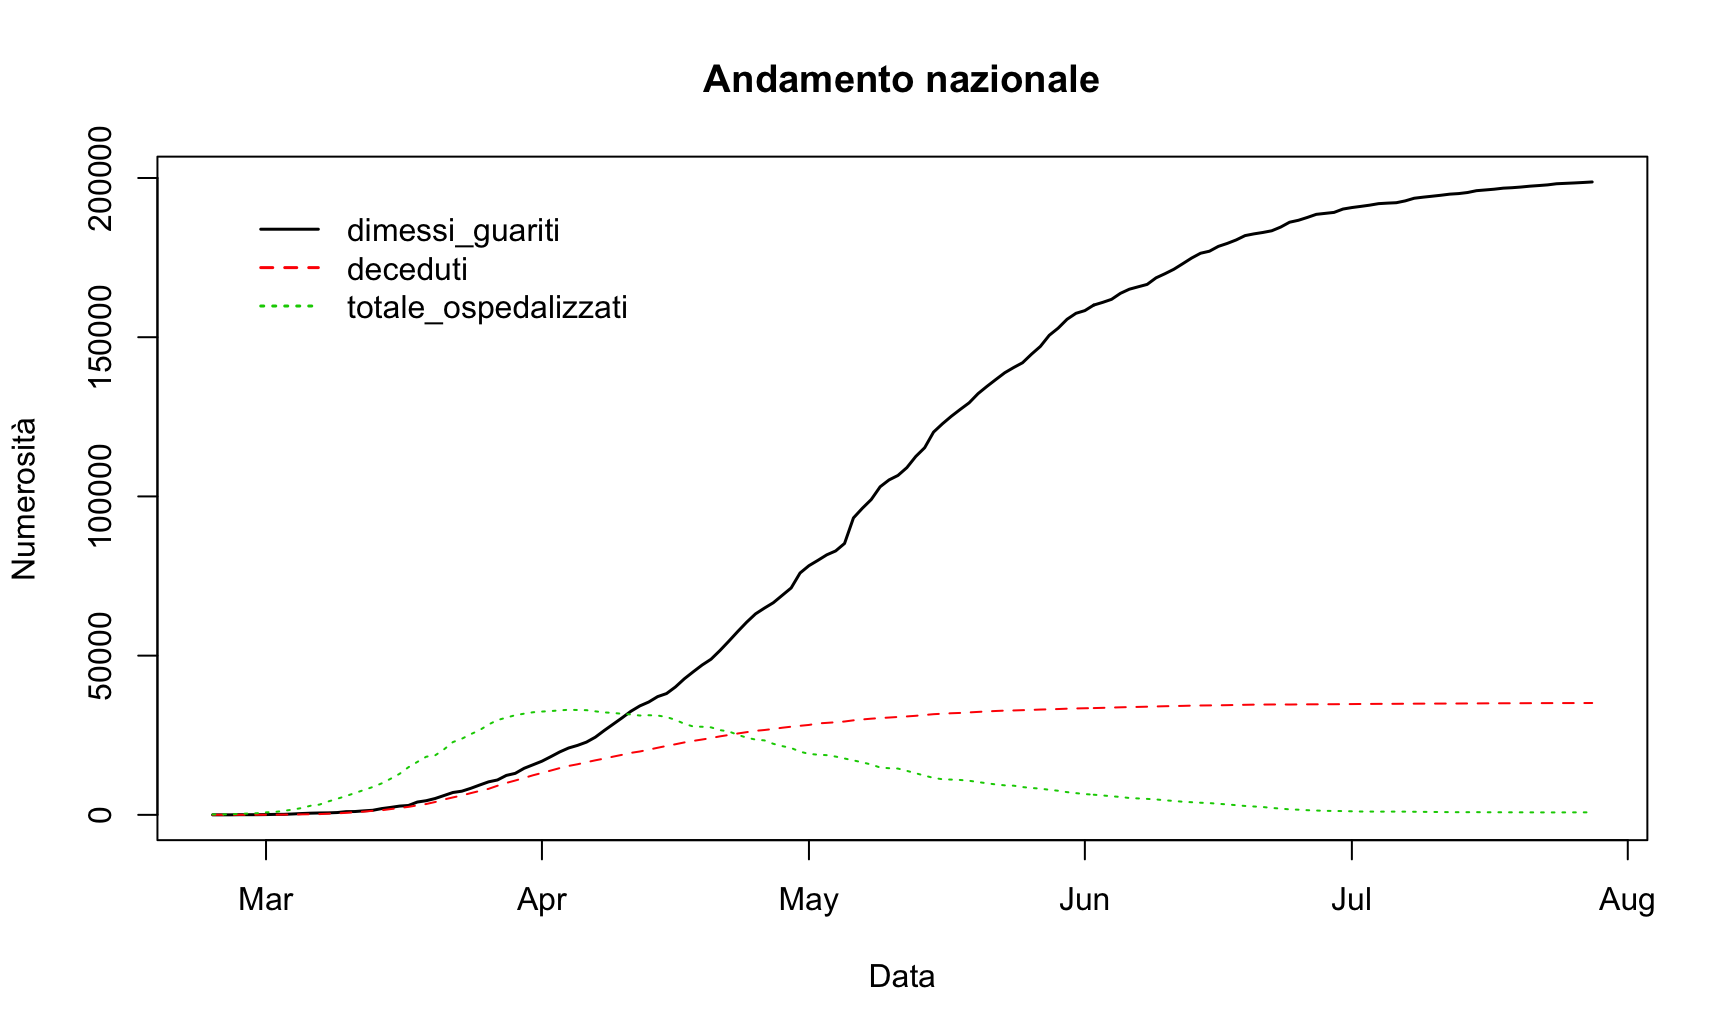 Andamento nazionale
dimessi_guariti
deceduti
totale_ospedalizzati
Numerosità
200000
150000
100000
50000
0
Mar Apr May Jun Jul Aug
Data